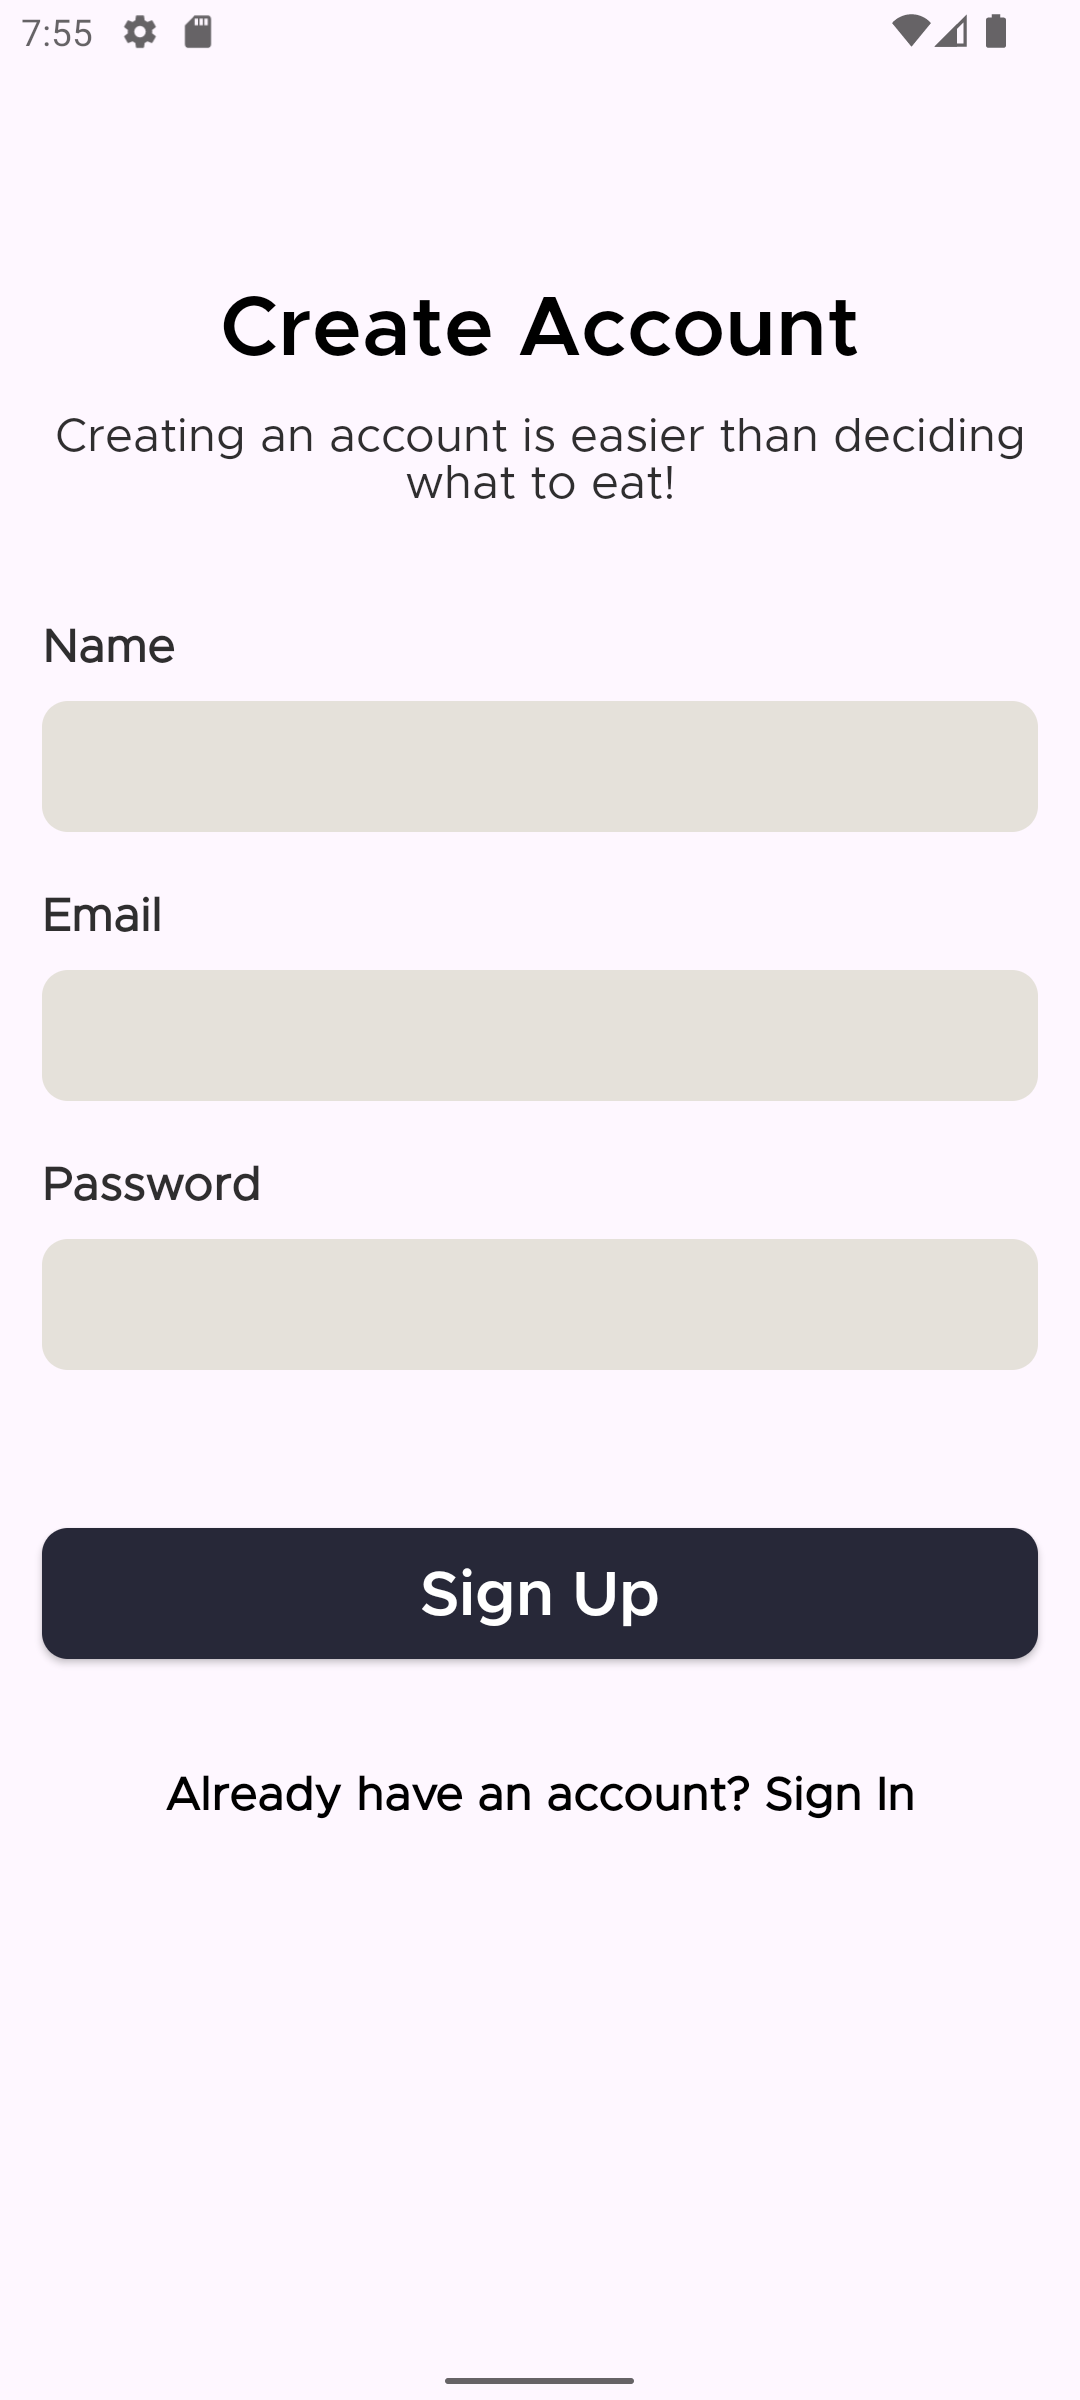 7:55
Create Account
Creating an account is easier than deciding
what to eat!
Name
Email
Password
Sign Up
Already have an account? Sign In